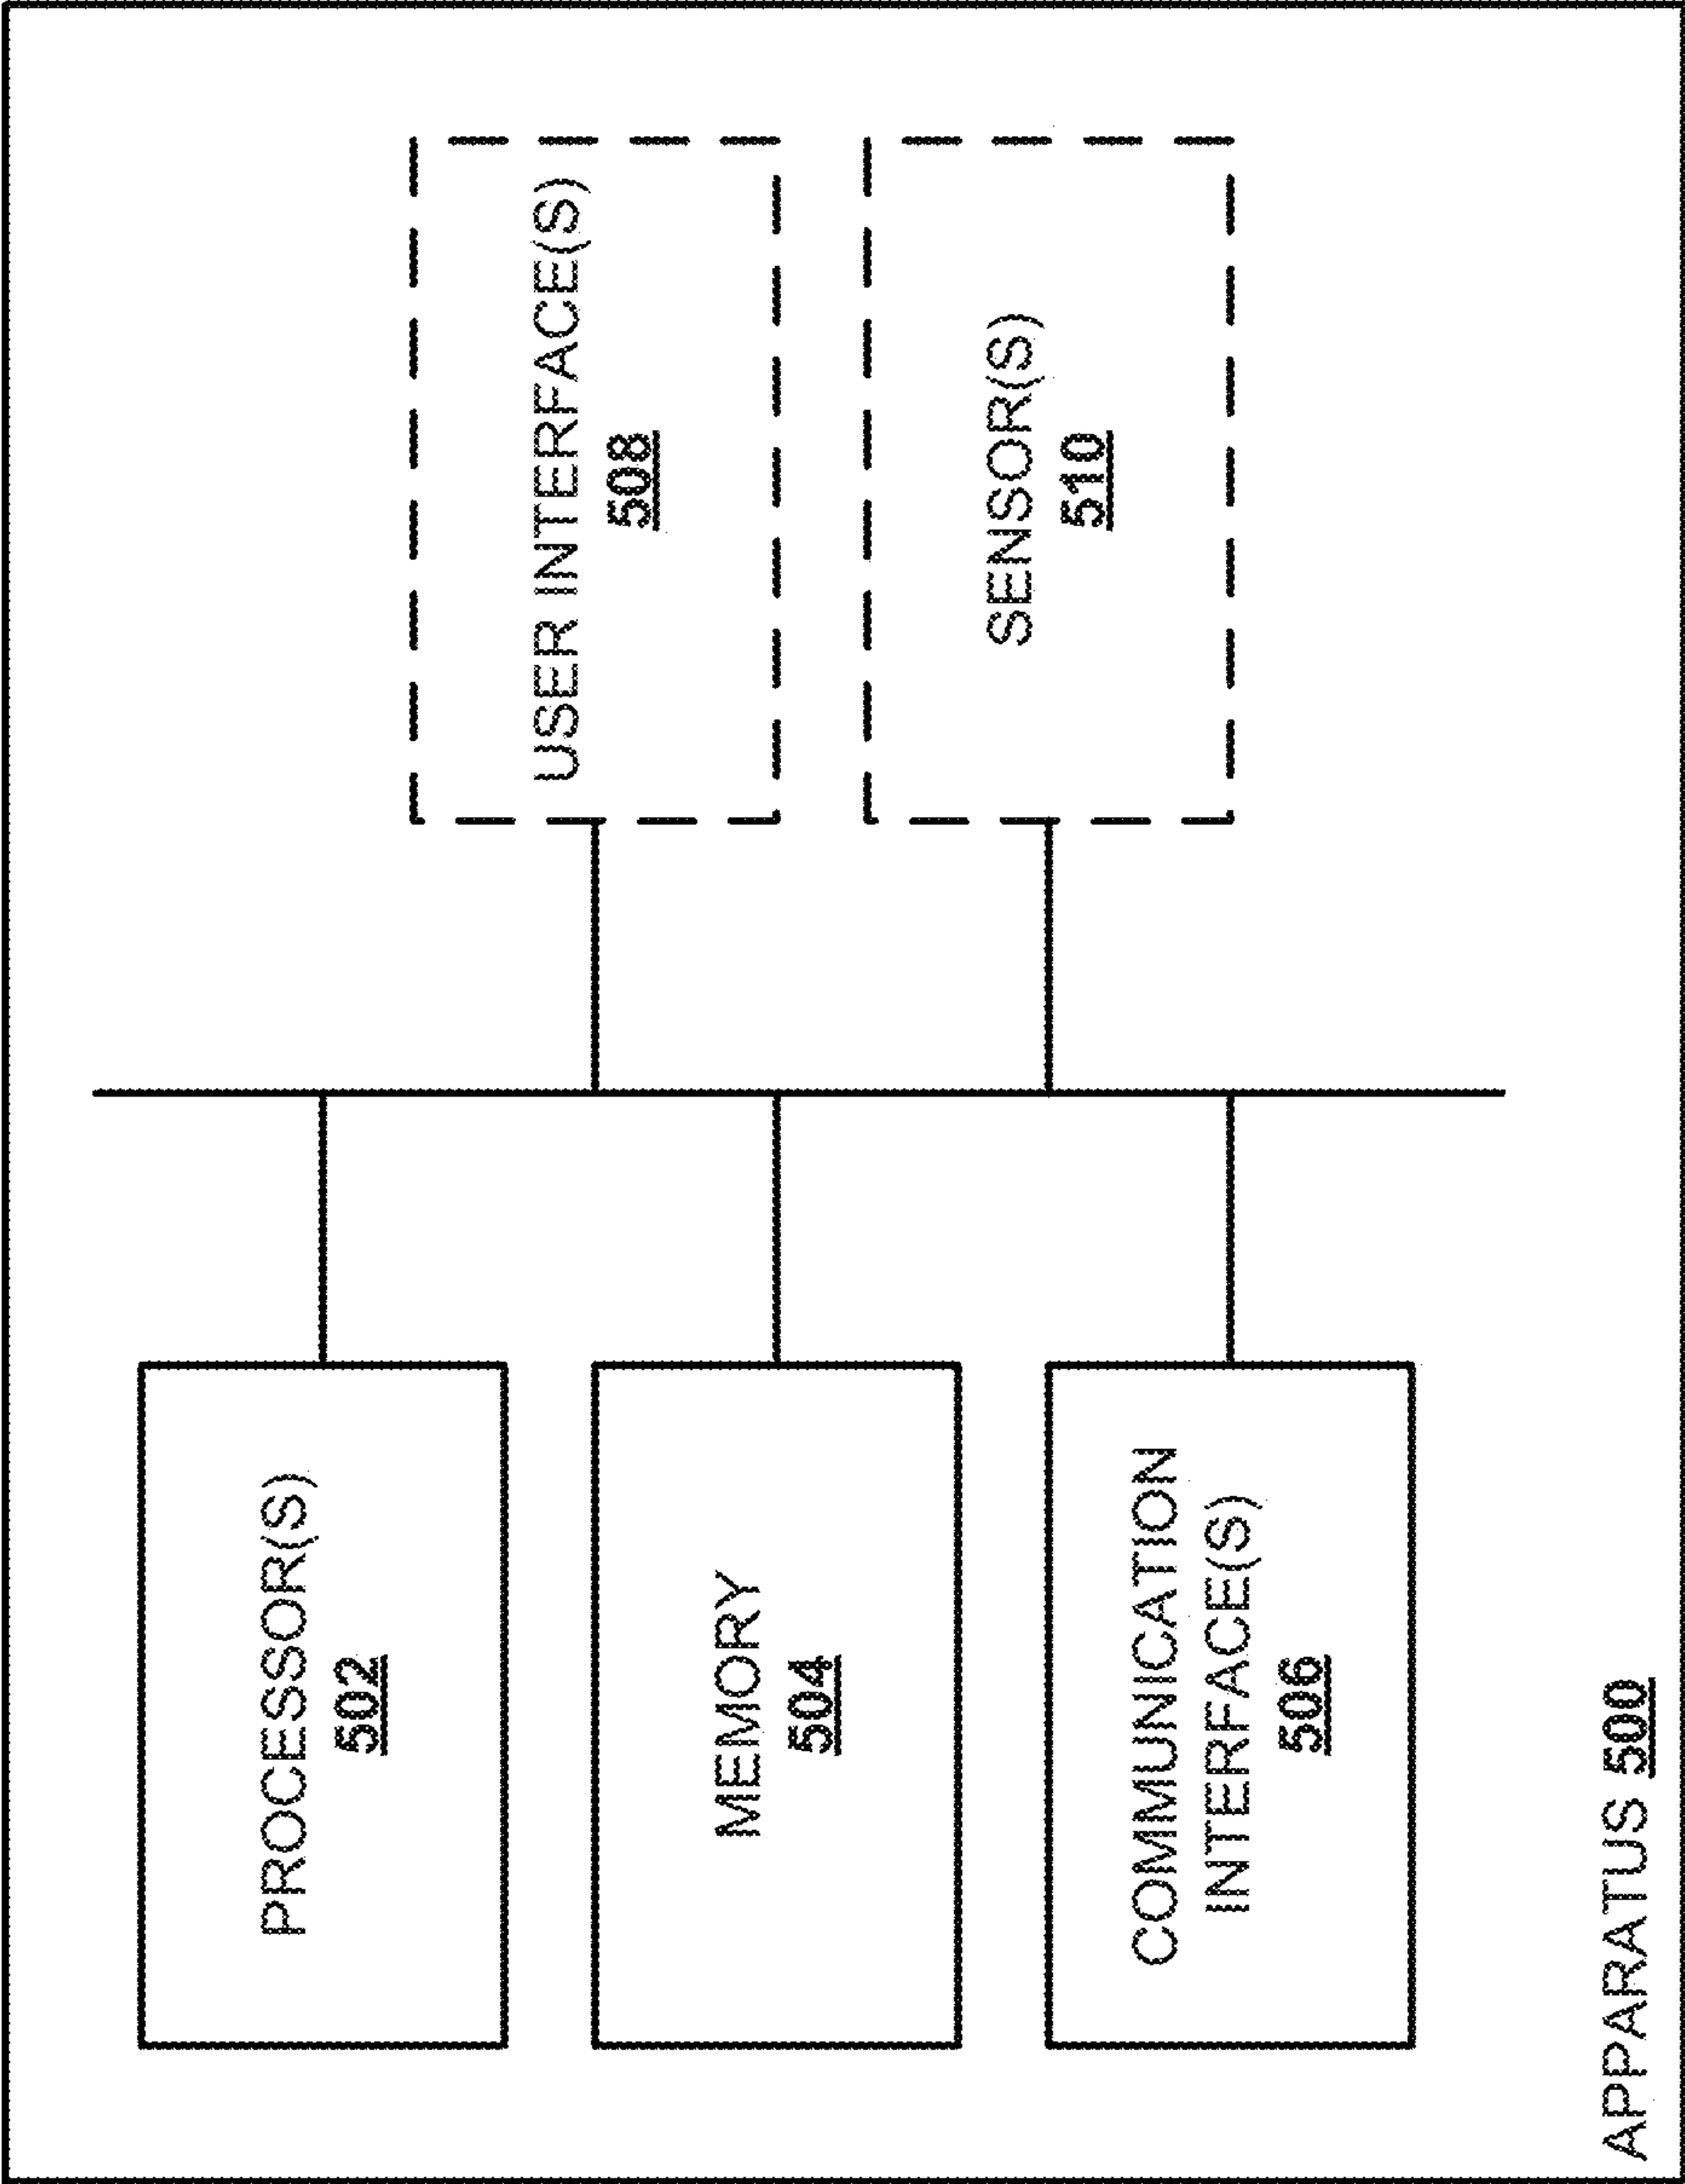 PROCESSOR(S)
502
MEMORY
504
COMMUNICATION
INTERFACE(S)
506
USER INTERFACE(S)
508
SENSOR(S)
510
APPARATUS 500